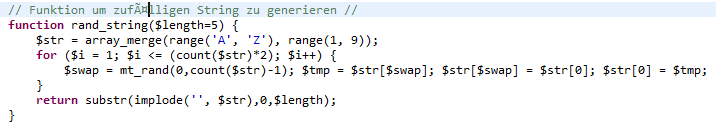 // Funktion um zufÃ¤lligen String zu generieren //
function rand_string($length=5) {
    $str = array_merge(range('A', 'Z'), range(1, 9));
    for ($i = 1; $i <= (count($str)*2); $i++) {
        $swap = mt_rand(0,count($str)-1); $tmp = $str[$swap]; $str[$swap] = $str[0]; $str[0] = $tmp;
    }
    return substr(implode('', $str),0,$length);
}